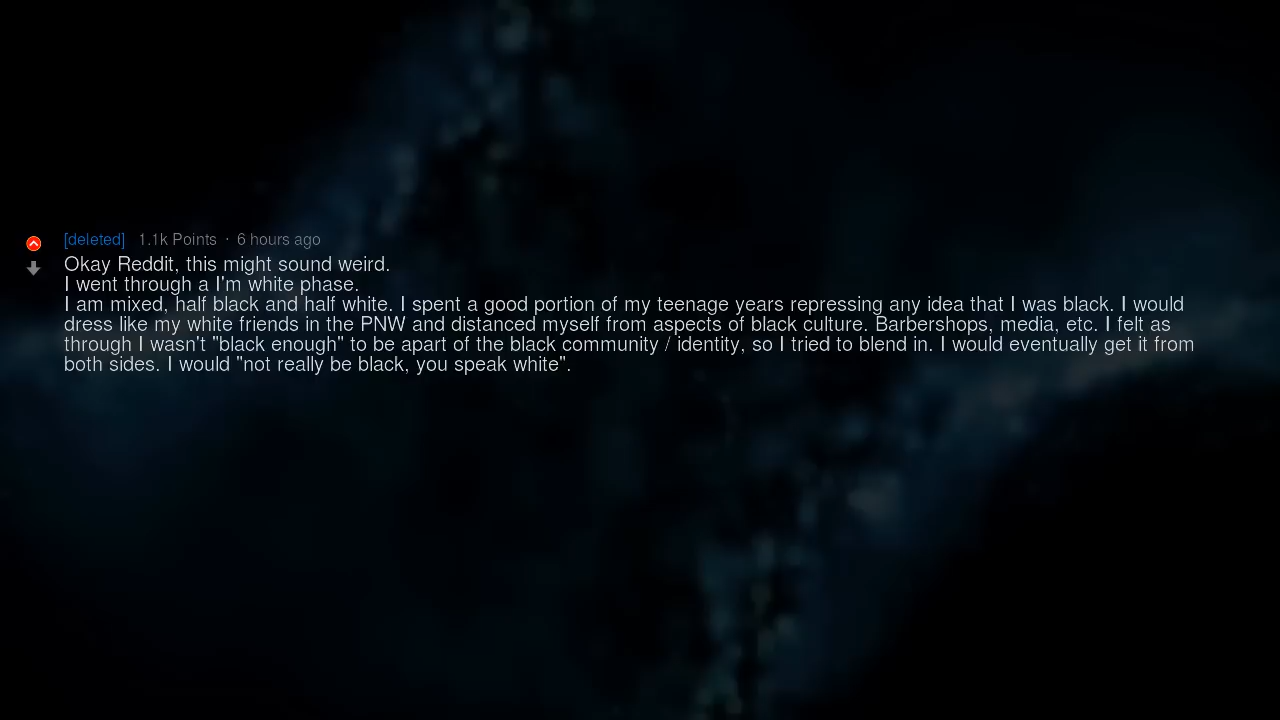 [deleted] 1.1k Points · 6 hours ago
Okay Reddit, this might sound weird.
I went through a I'm white phase.
I am mixed, half black and half white. I spent a good portion of my teenage years repressing any idea that I was black. I would
dress like my white friends in the PNW and distanced myself from aspects of black culture. Barbershops, media, etc. I felt as
through I wasn't "black enough" to be apart of the black community / identity, so I tried to blend in. I would eventually get it from
both sides. I would "not really be black, you speak white".